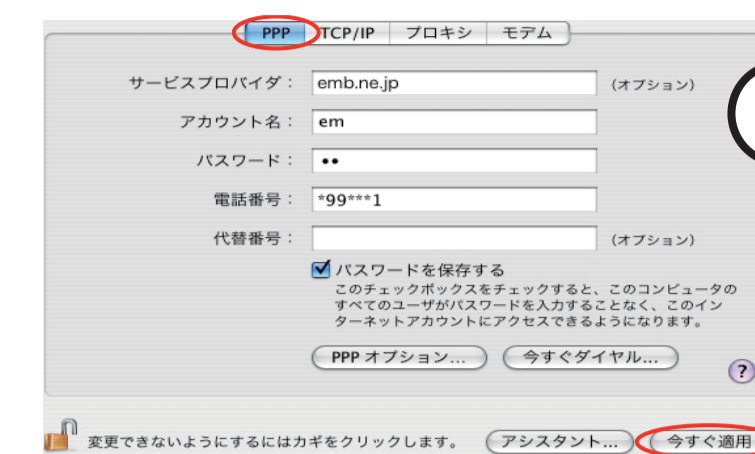 PPP TCP/IP プロキシ モデム
サービスプロバイダ： emb.ne.jp (オプション)
アカウント名： em
パスワード： ••
電話番号： *99***1
代替番号： (オプション)
パスワードを保存する
このチェックボックスをチェックすると、このコンピュータの
すべてのユーザがパスワードを入力することなく、このイン
ターネットアカウントにアクセスできるようになります。
PPP オプション... 今すぐダイヤル...
?
変更できないようにするにはカギをクリックします。 アシスタント... 今すぐ適用